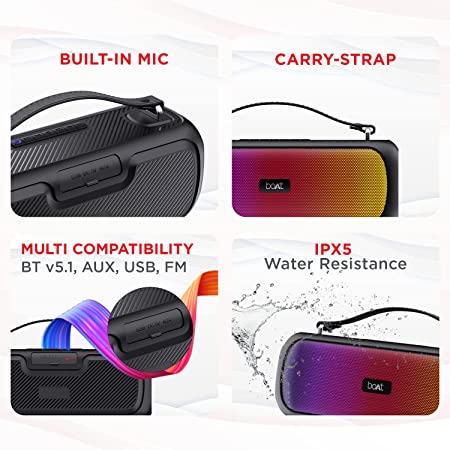 BUILT-IN MIC
CARRY-STRAP
boAt
MULTI COMPATIBILITY
BT v5.1, AUX, USB, FM
IPX5
Water Resistance
boAt